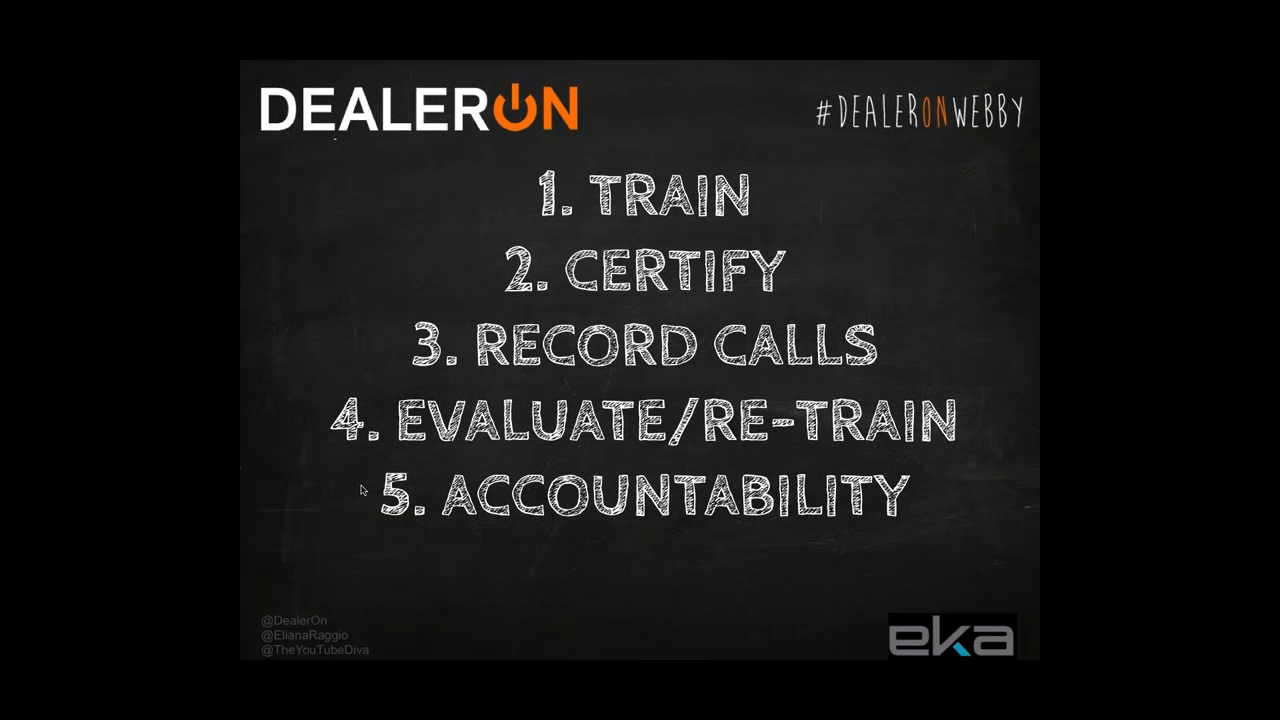 DEALERON
#DEALERONWEBBY
1. TRAIN
2. CERTIFY
3. RECORD CALLS
4. EVALUATE/RE-TRAIN
5. ACCOUNTABILITY
@DealerOn
@ElianaRaggio
@TheYouTubeDiva
eka